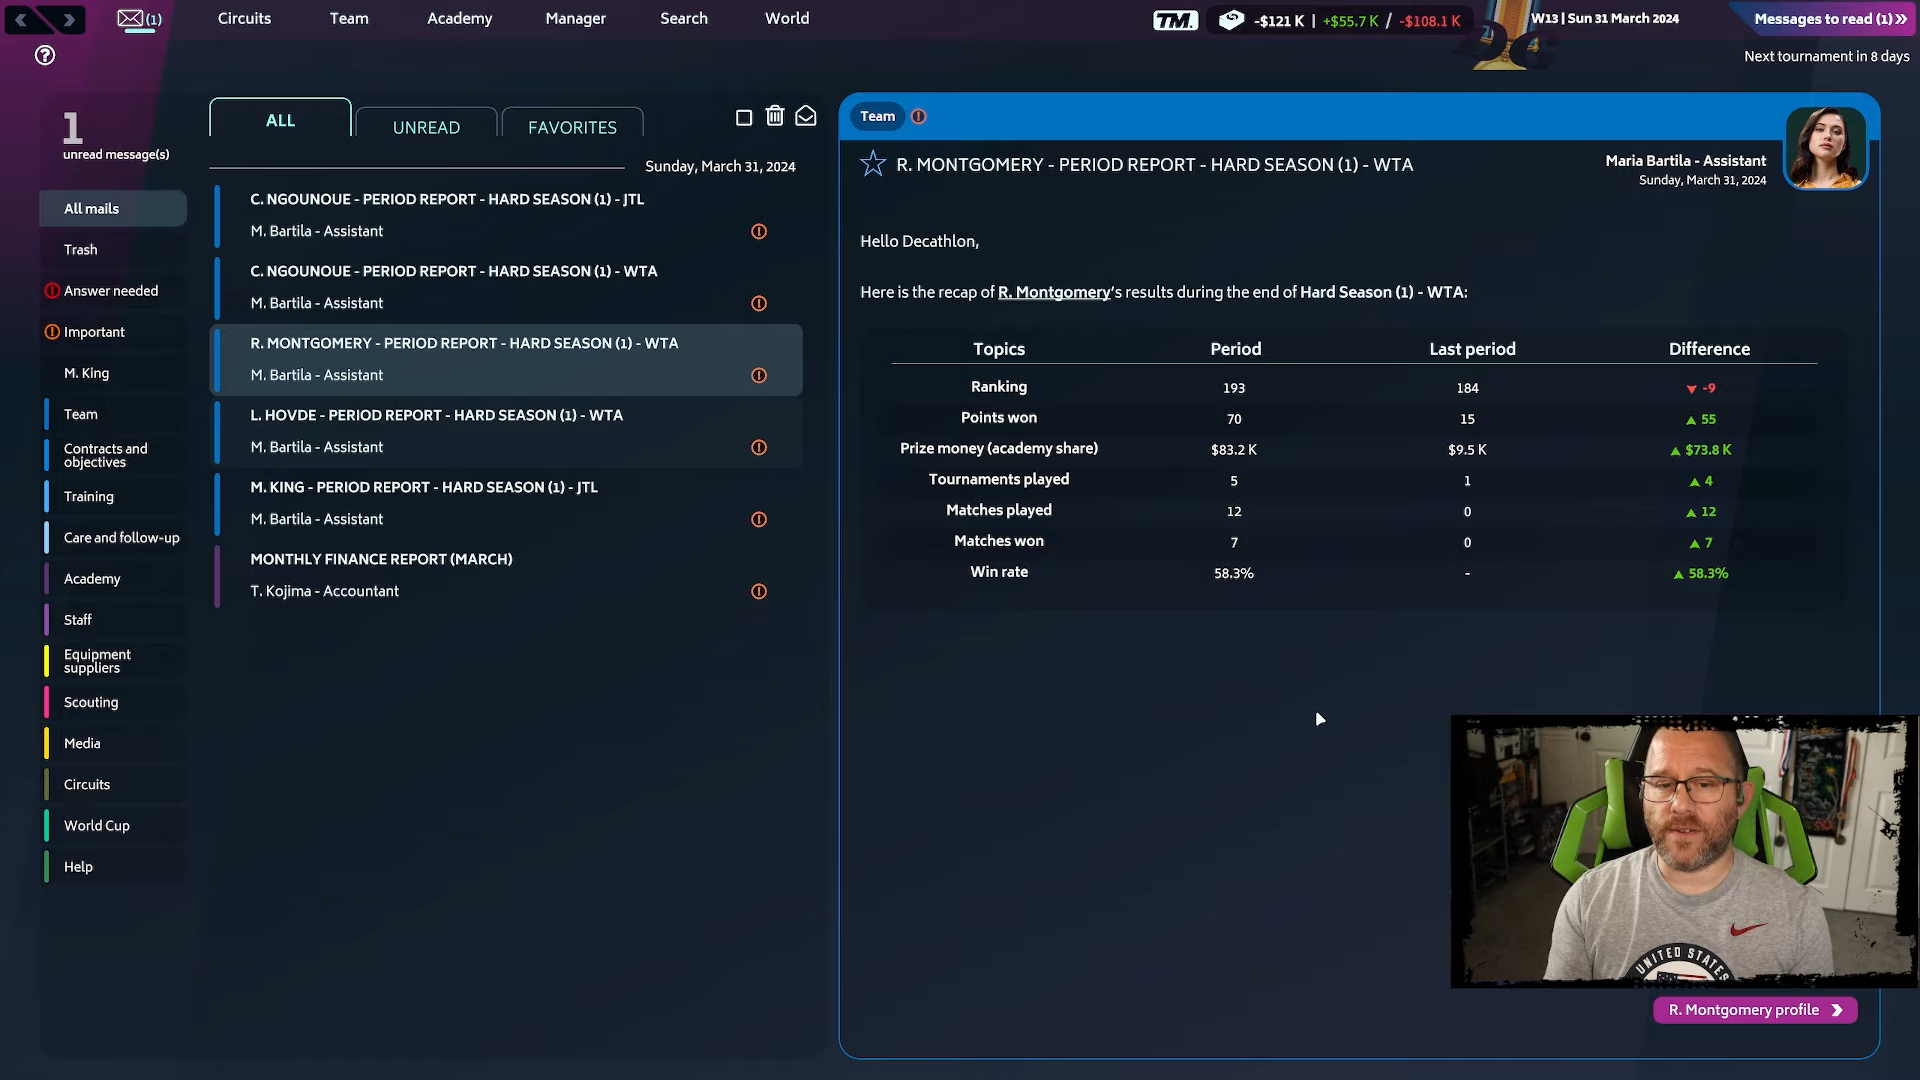 (1)
Circuits
Team
Academy
Manager
Search
World
TM.
-$121 K | +$55.7 K / -$108.1 K
W13 | Sun 31 March 2024
Messages to read (1)
Next tournament in 8 days
1
unread message(s)
All mails
Trash
Answer needed
Important
M. King
Team
Contracts and
objectives
Training
Care and follow-up
Academy
Staff
Equipment
suppliers
Scouting
Media
Circuits
World Cup
Help
ALL
UNREAD
FAVORITES
Sunday, March 31, 2024
C. NGOUNOUE - PERIOD REPORT - HARD SEASON (1) - JTL
M. Bartila - Assistant
C. NGOUNOUE - PERIOD REPORT - HARD SEASON (1) - WTA
M. Bartila - Assistant
R. MONTGOMERY - PERIOD REPORT - HARD SEASON (1) - WTA
M. Bartila - Assistant
L. HOVDE - PERIOD REPORT - HARD SEASON (1) - WTA
M. Bartila - Assistant
M. KING - PERIOD REPORT - HARD SEASON (1) - JTL
M. Bartila - Assistant
MONTHLY FINANCE REPORT (MARCH)
T. Kojima - Accountant
Team
R. MONTGOMERY - PERIOD REPORT - HARD SEASON (1) - WTA
Maria Bartila - Assistant
Sunday, March 31, 2024
Hello Decathlon,
Here is the recap of R. Montgomery's results during the end of Hard Season (1) - WTA:
Topics Period Last period Difference
Ranking 193 184 -9
Points won 70 15 55
Prize money (academy share) $83.2 K $9.5 K $73.8 K
Tournaments played 5 1 4
Matches played 12 0 12
Matches won 7 0 7
Win rate 58.3% - 58.3%
UNITED STATES
R. Montgomery profile